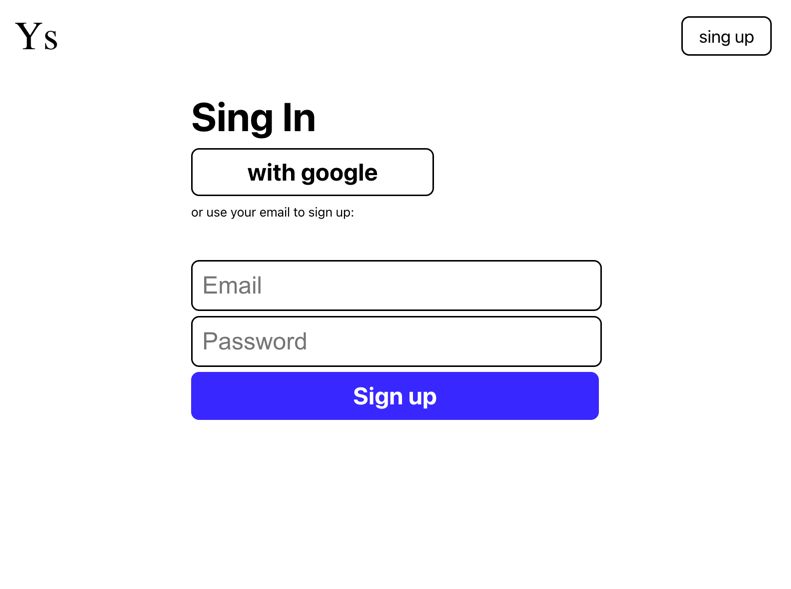 Ys
sing up
Sing In
with google
or use your email to sign up:
Email
Password
Sign up